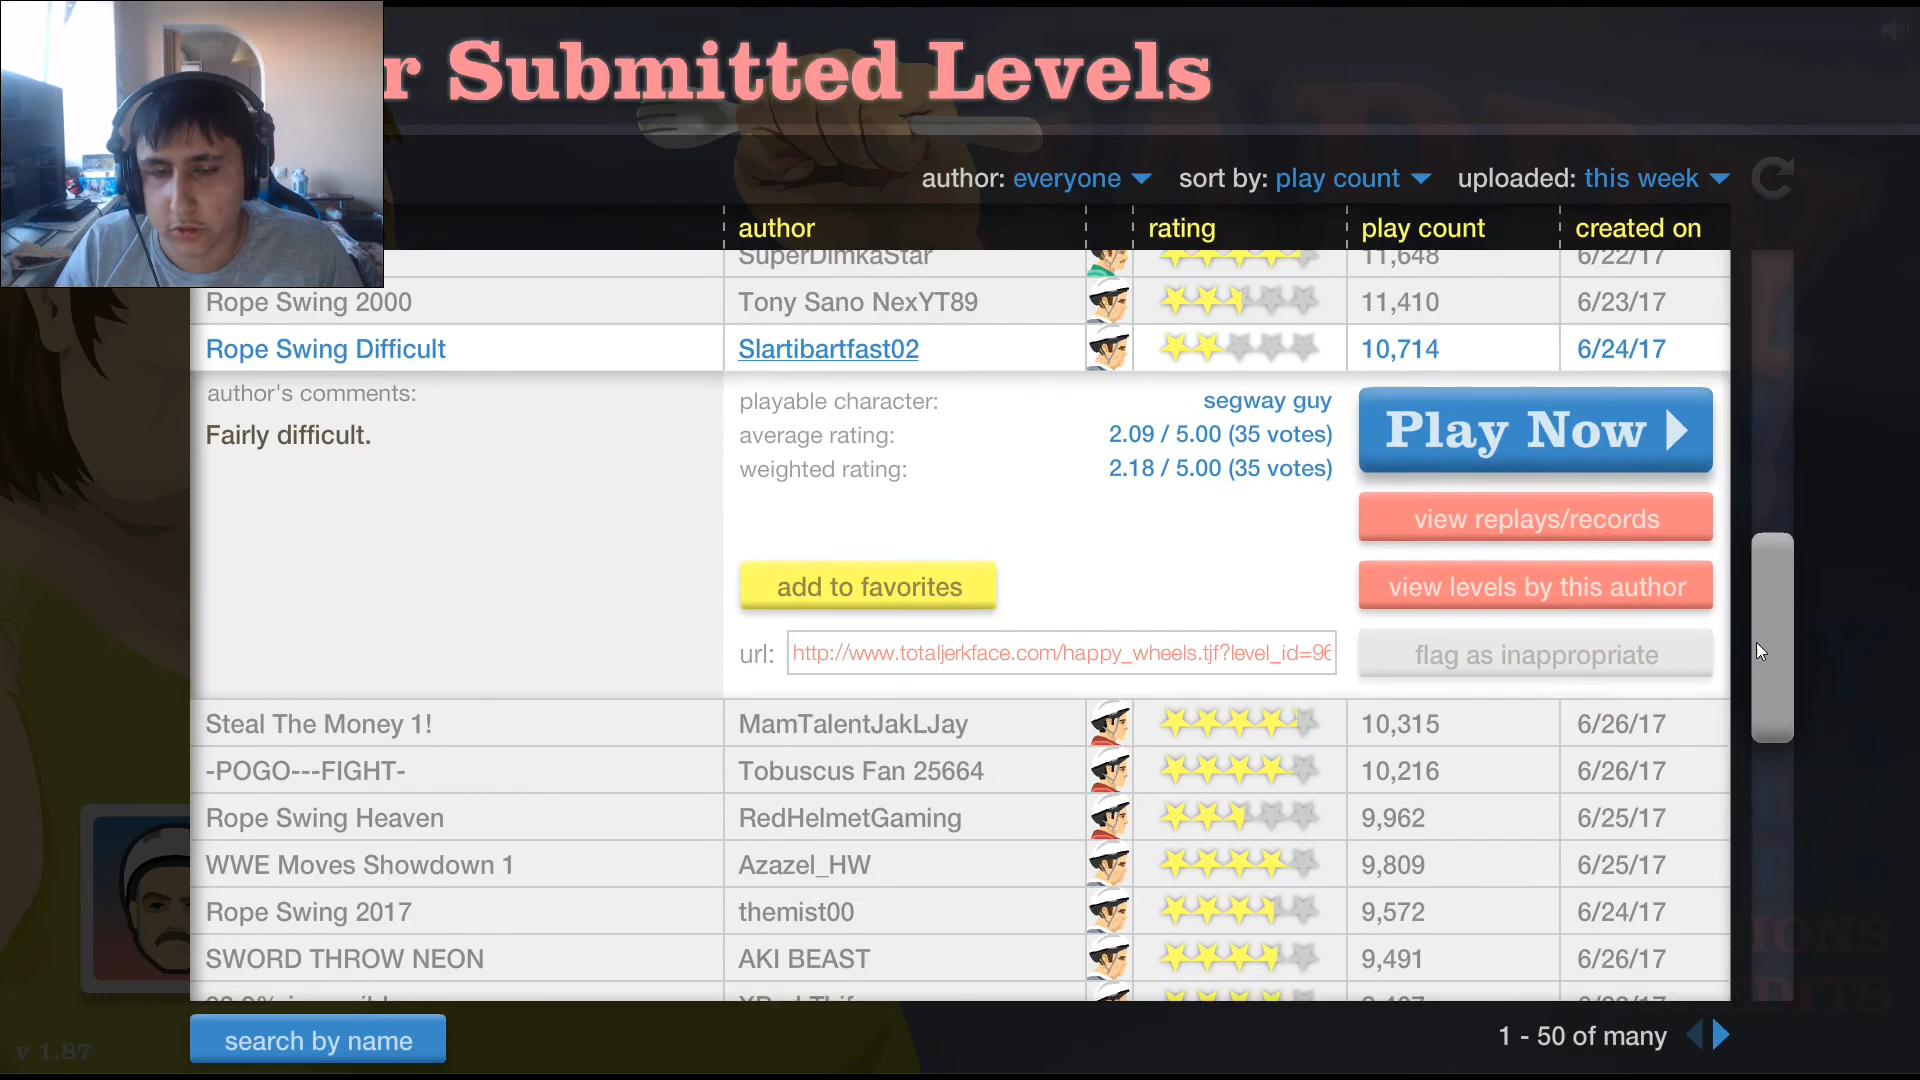 r Submitted Levels
author: everyone sort by: play count uploaded: this week
author rating play count created on
SuperDimkaStar 11,648 6/22/17
Rope Swing 2000 Tony Sano NexYT89 11,410 6/23/17
Rope Swing Difficult Slartibartfast02 10,714 6/24/17
author's comments:
Fairly difficult.
playable character: segway guy
average rating: 2.09 / 5.00 (35 votes)
weighted rating: 2.18 / 5.00 (35 votes)
Play Now
view replays/records
add to favorites
view levels by this author
url: http://www.totaljerkface.com/happy_wheels.tjf?level_id=96
flag as inappropriate
Steal The Money 1! MamTalentJakLJay 10,315 6/26/17
-POGO---FIGHT- Tobuscus Fan 25664 10,216 6/26/17
Rope Swing Heaven RedHelmetGaming 9,962 6/25/17
WWE Moves Showdown 1 Azazel_HW 9,809 6/25/17
Rope Swing 2017 themist00 9,572 6/24/17
SWORD THROW NEON AKI BEAST 9,491 6/26/17
search by name
1 - 50 of many
v 1.87